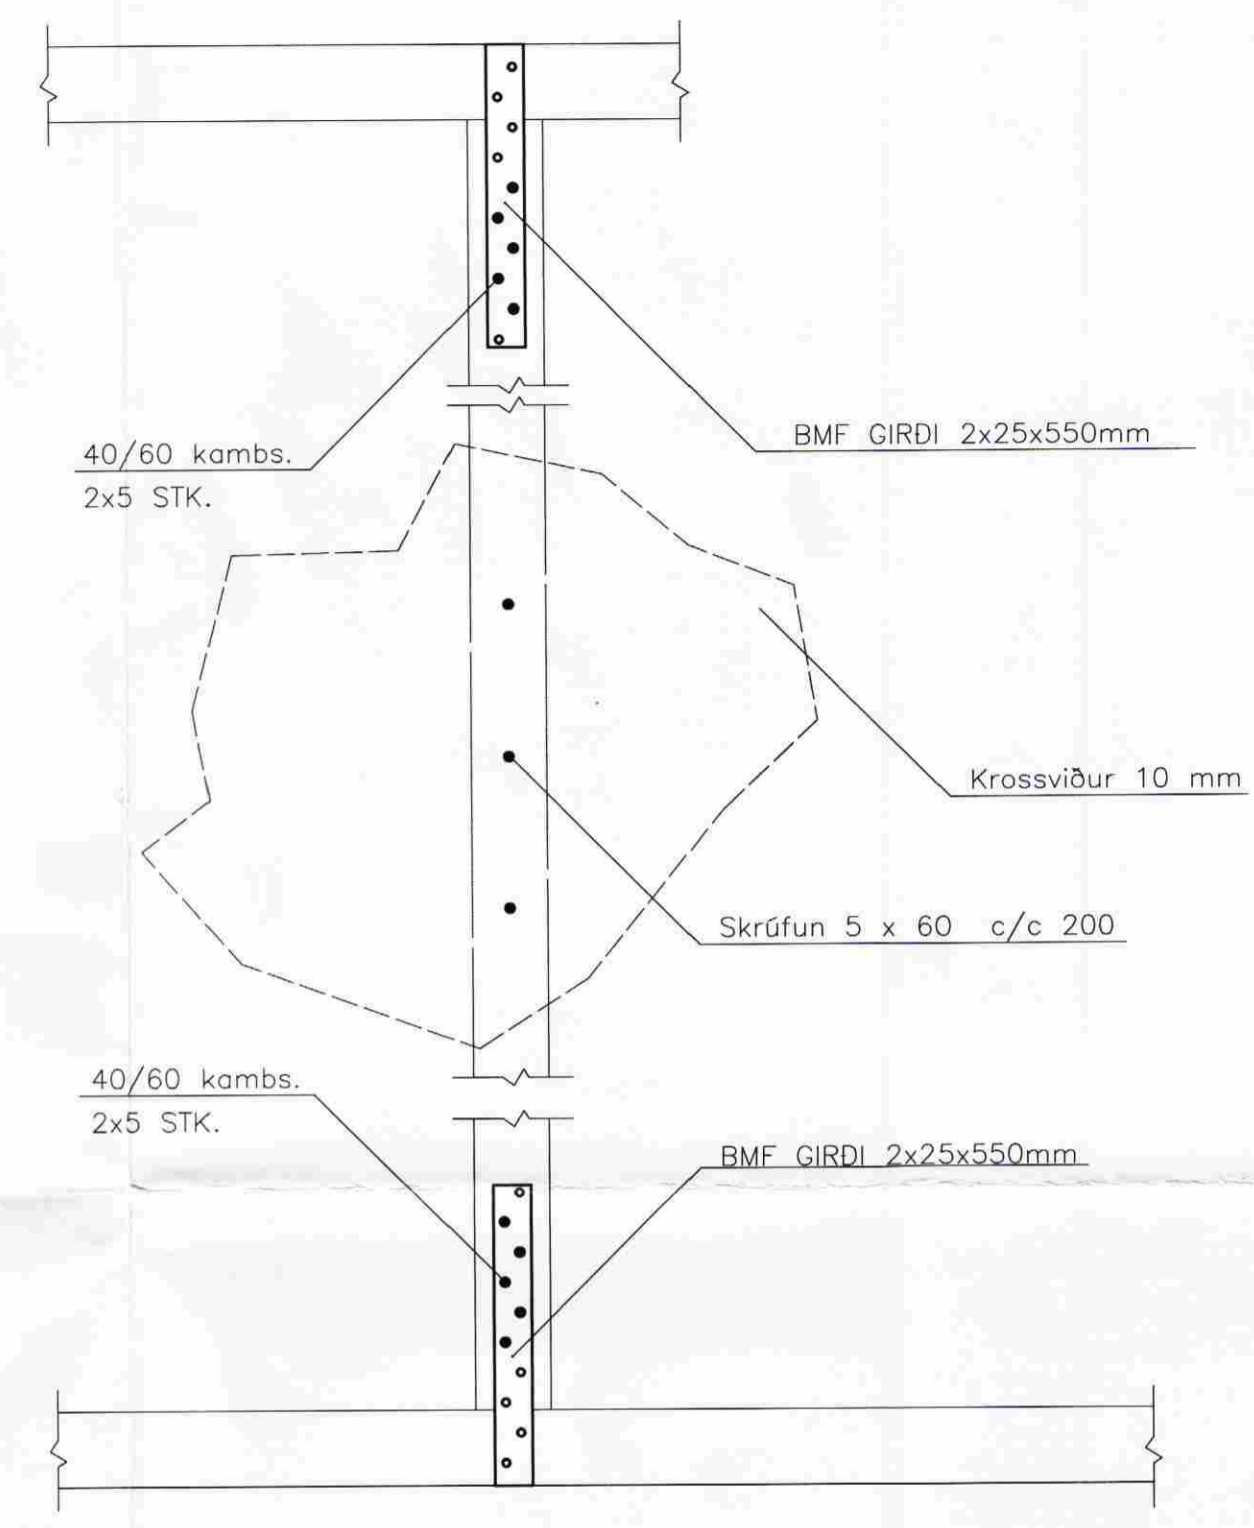 BMF GIRÐI 2x25x550mm
40/60 kambs.
2x5 STK.
Krossviður 10 mm
Skrúfun 5 x 60 c/c 200
40/60 kambs.
2x5 STK.
BMF GIRÐI 2x25x550mm